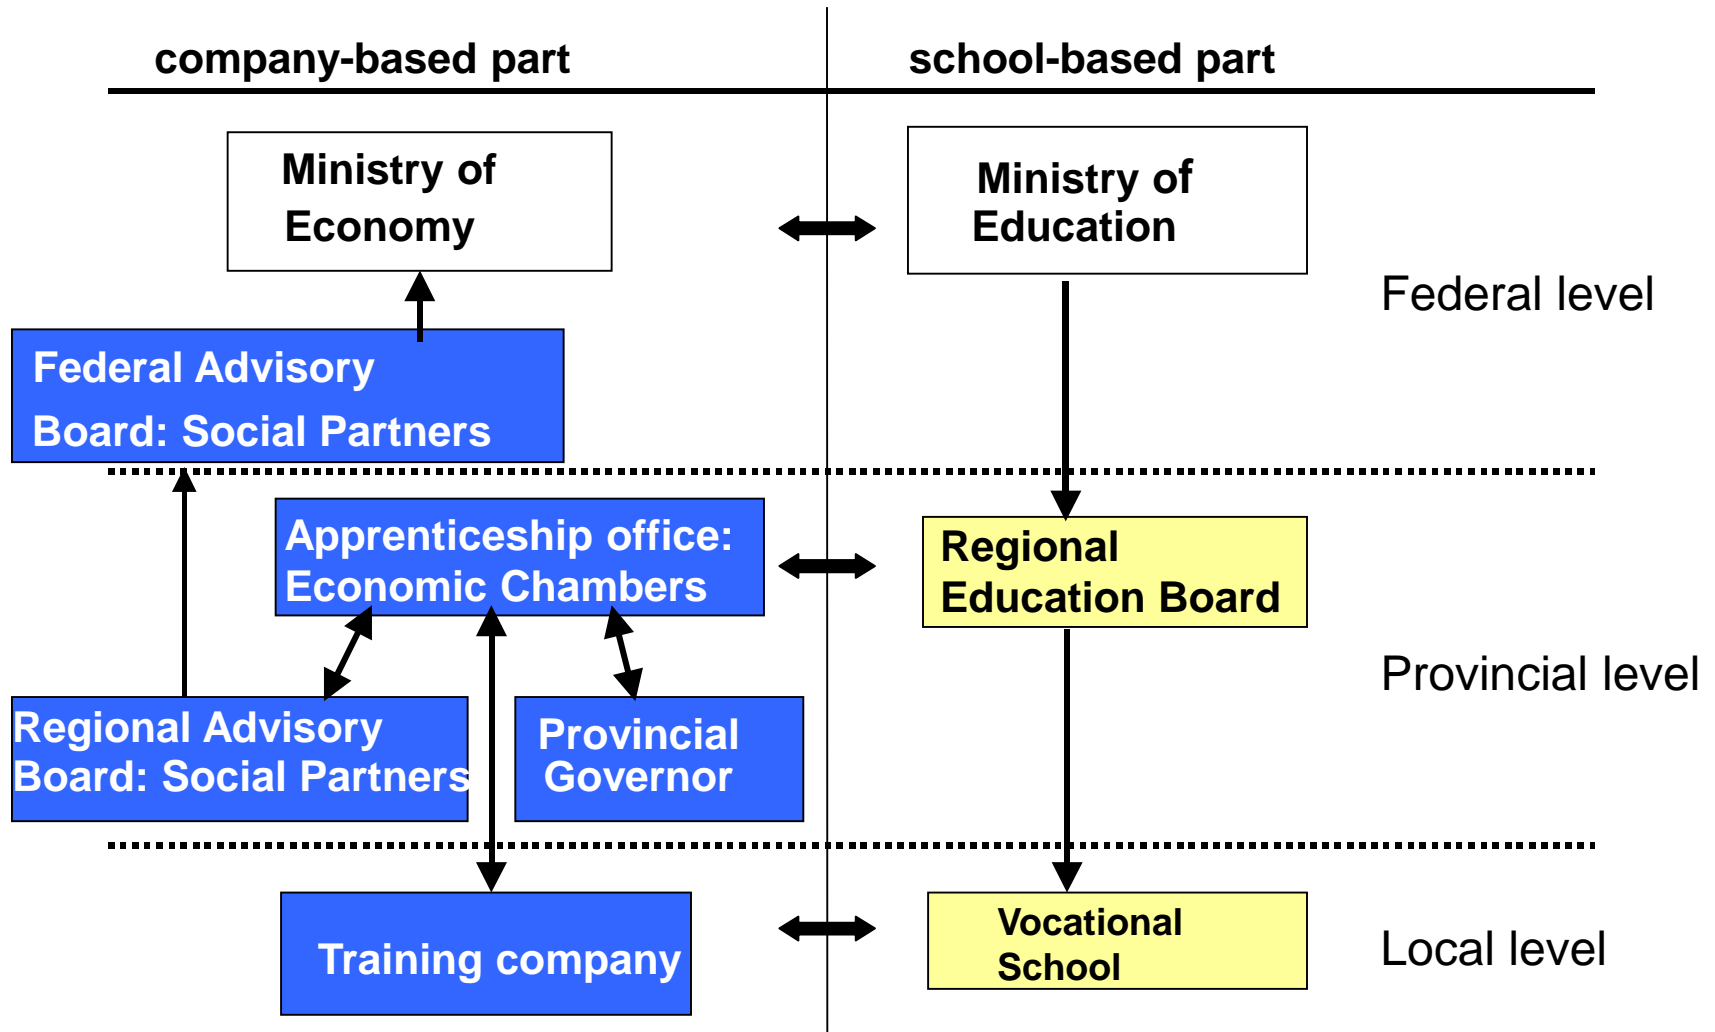 company-based part
school-based part
Ministry of
Economy
Ministry of
Education
Federal level
Federal Advisory
Board: Social Partners
Apprenticeship office:
Economic Chambers
Regional
Education Board
Provincial level
Regional Advisory
Board: Social Partners
Provincial
Governor
Training company
Vocational
School
Local level